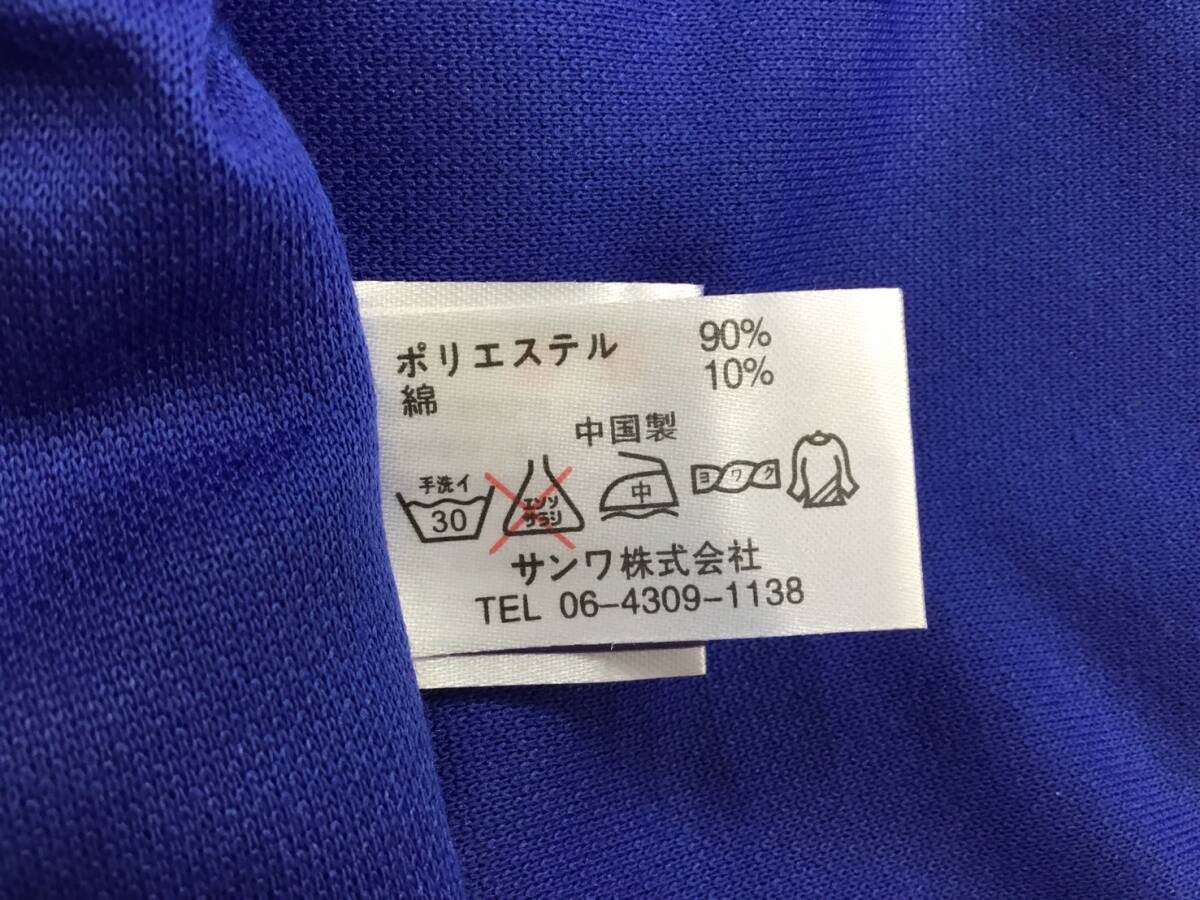 ポリエステル 90%
綿 10%
中国製
手洗イ
30
エンソ
サラシ
中
ヨワク
サンワ株式会社
TEL 06-4309-1138